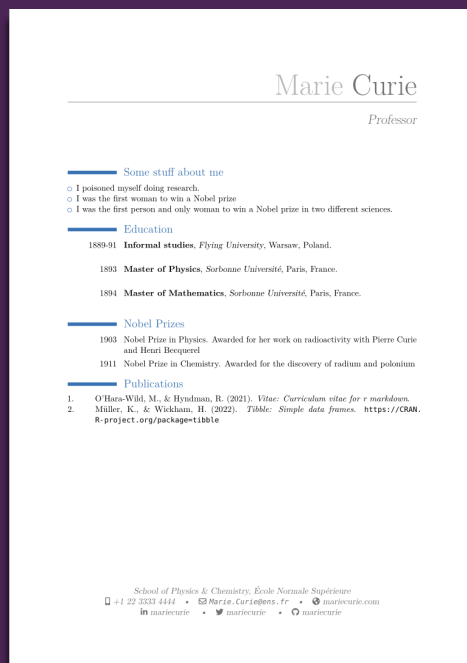 Marie Curie
Professor
Some stuff about me
I poisoned myself doing research.
I was the first woman to win a Nobel prize
I was the first person and only woman to win a Nobel prize in two different sciences.
Education
1889-91 Informal studies, Flying University, Warsaw, Poland.
1893 Master of Physics, Sorbonne Université, Paris, France.
1894 Master of Mathematics, Sorbonne Université, Paris, France.
Nobel Prizes
1903 Nobel Prize in Physics. Awarded for her work on radioactivity with Pierre Curie
and Henri Becquerel
1911 Nobel Prize in Chemistry. Awarded for the discovery of radium and polonium
Publications
1. O'Hara-Wild, M., & Hyndman, R. (2021). Vitae: Curriculum vitae for r markdown.
2. Müller, K., & Wickham, H. (2022). Tibble: Simple data frames. https://CRAN.
R-project.org/package=tibble
School of Physics & Chemistry, École Normale Supérieure
+1 22 3333 4444 • Marie.Curie@ens.fr • mariecurie.com
mariecurie • mariecurie • mariecurie